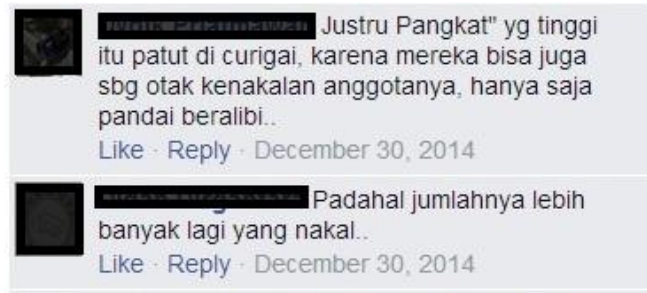 Justru Pangkat" yg tinggi
itu patut di curigai, karena mereka bisa juga
sbg otak kenakalan anggotanya, hanya saja
pandai beralibi..
Like · Reply · December 30, 2014
Padahal jumlahnya lebih
banyak lagi yang nakal..
Like · Reply · December 30, 2014